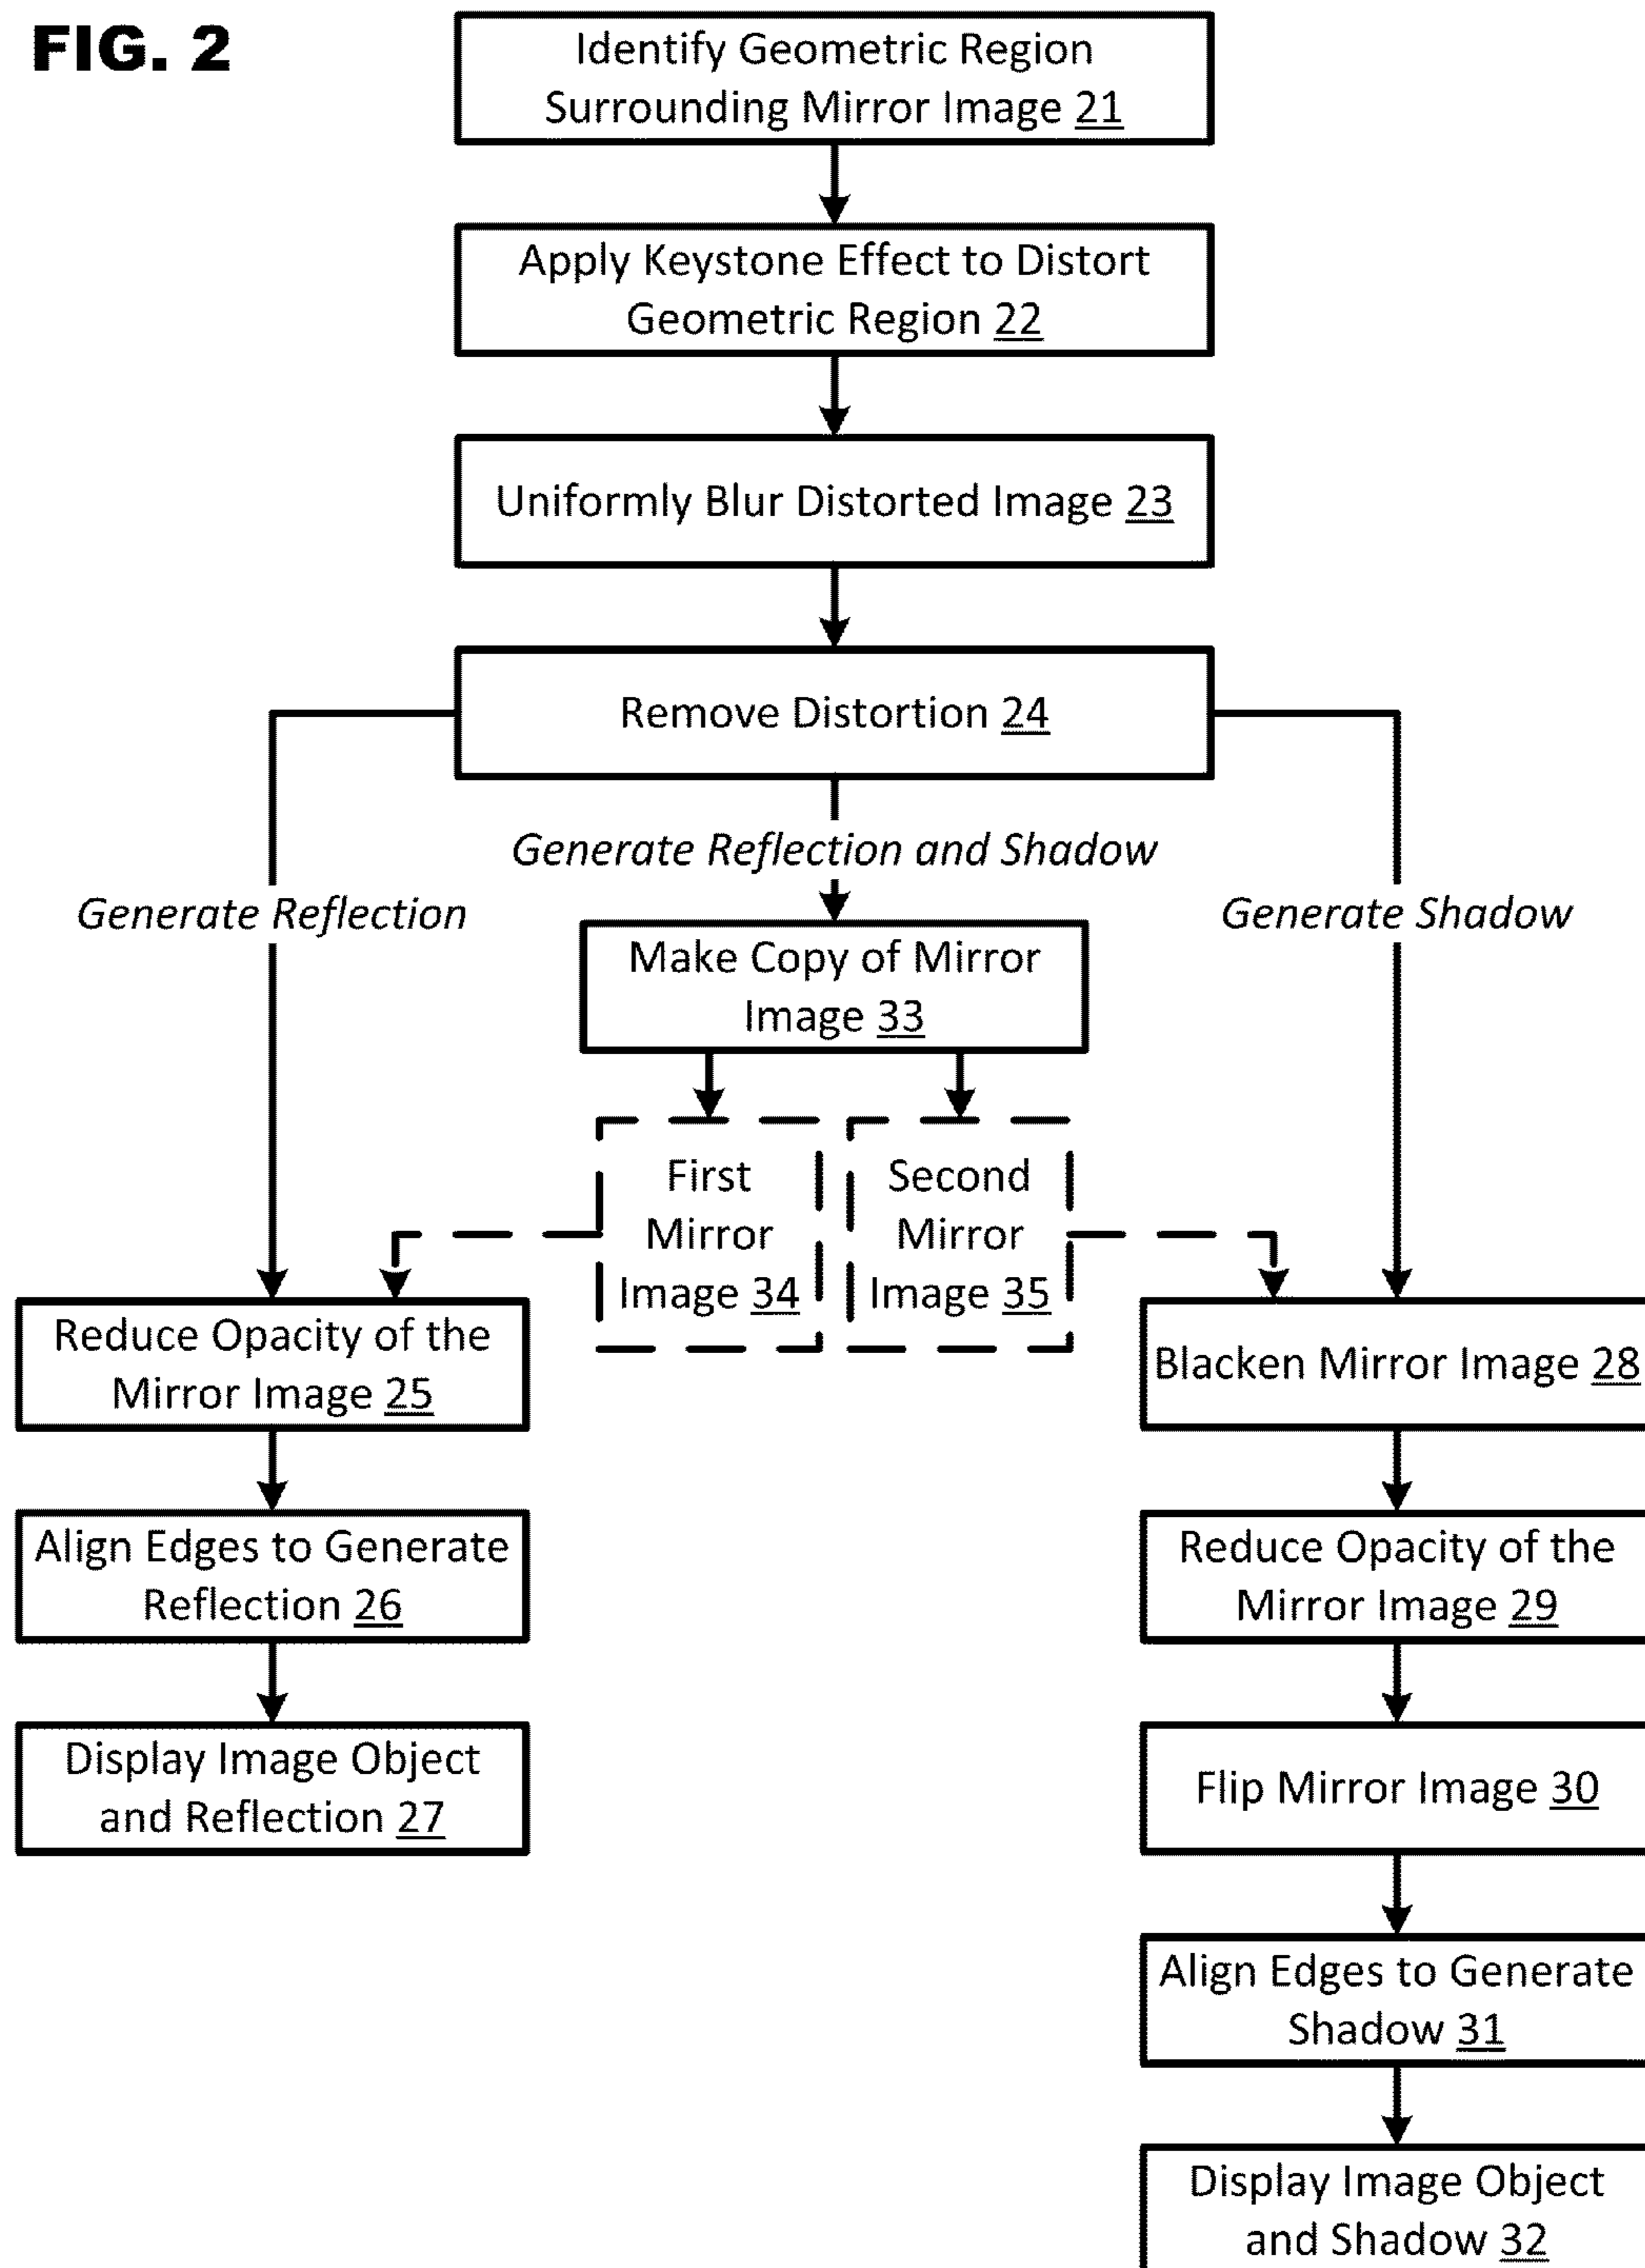 FIG. 2
Identify Geometric Region
Surrounding Mirror Image 21
Apply Keystone Effect to Distort
Geometric Region 22
Uniformly Blur Distorted Image 23
Remove Distortion 24
Generate Reflection and Shadow
Generate Reflection
Generate Shadow
Make Copy of Mirror
Image 33
First
Mirror
Image 34
Second
Mirror
Image 35
Reduce Opacity of the
Mirror Image 25
Align Edges to Generate
Reflection 26
Display Image Object
and Reflection 27
Blacken Mirror Image 28
Reduce Opacity of the
Mirror Image 29
Flip Mirror Image 30
Align Edges to Generate
Shadow 31
Display Image Object
and Shadow 32